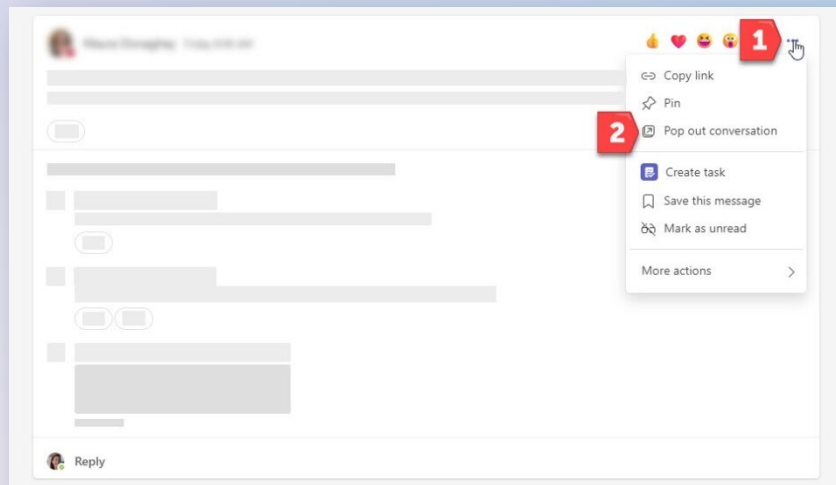 1
Copy link
Pin
2
Pop out conversation
Create task
Save this message
Mark as unread
More actions
Reply